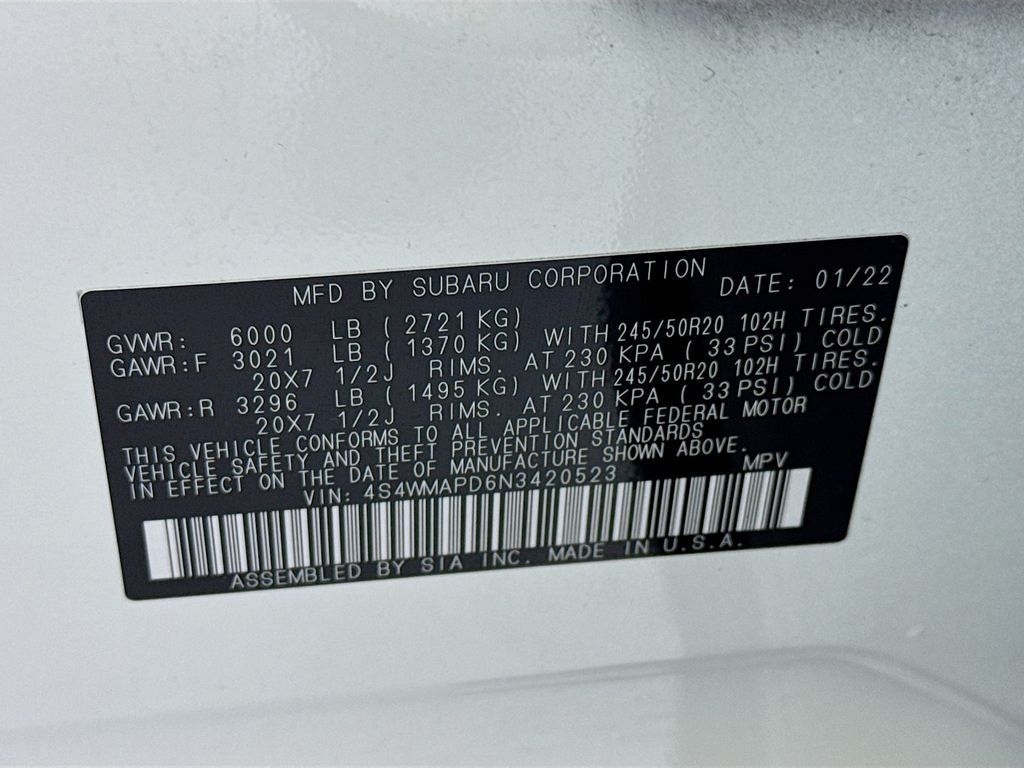 MFD BY SUBARU CORPORATION DATE: 01/22
GVWR: 6000 LB ( 2721 KG)
GAWR:F 3021 LB ( 1370 KG) WITH 245/50R20 102H TIRES.
20X7 1/2J RIMS. AT 230 KPA ( 33 PSI) COLD
GAWR:R 3296 LB ( 1495 KG) WITH 245/50R20 102H TIRES.
20X7 1/2J RIMS. AT 230 KPA ( 33 PSI) COLD
THIS VEHICLE CONFORMS TO ALL APPLICABLE FEDERAL MOTOR
VEHICLE SAFETY AND THEFT PREVENTION STANDARDS
IN EFFECT ON THE DATE OF MANUFACTURE SHOWN ABOVE.
VIN: 4S4WMAPD6N3420523 MPV
ASSEMBLED BY SIA INC. MADE IN U.S.A.